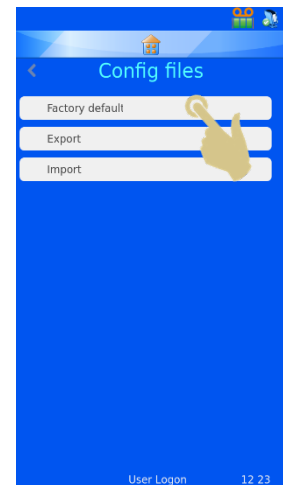 Config files
Factory default
Export
Import
User Logon 12 23